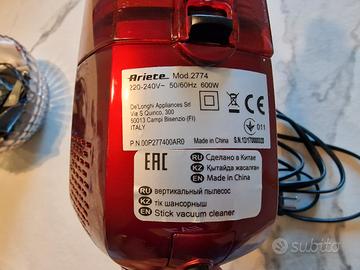 Ariete Mod.2774
220-240V~ 50/60Hz 600W
De'Longhi Appliances Srl
Via S.Quirico, 300
50013 Campi Bisenzio (FI)
ITALY
011
P.N.00P277400AR0
Made in China
EAC
RU Сделано в Китае
KZ Қытайда жасалған
EN Made in China
RU вертикальный пылесос
KZ тік шаңсорғыш
EN Stick vacuum cleaner
subito